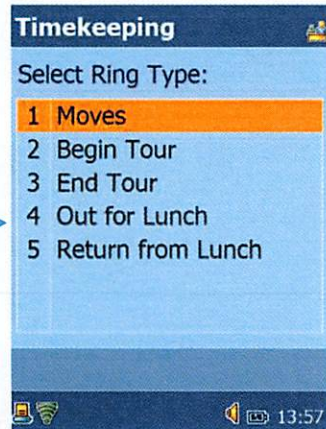 Timekeeping
Select Ring Type:
1 Moves
2 Begin Tour
3 End Tour
4 Out for Lunch
5 Return from Lunch
13:57